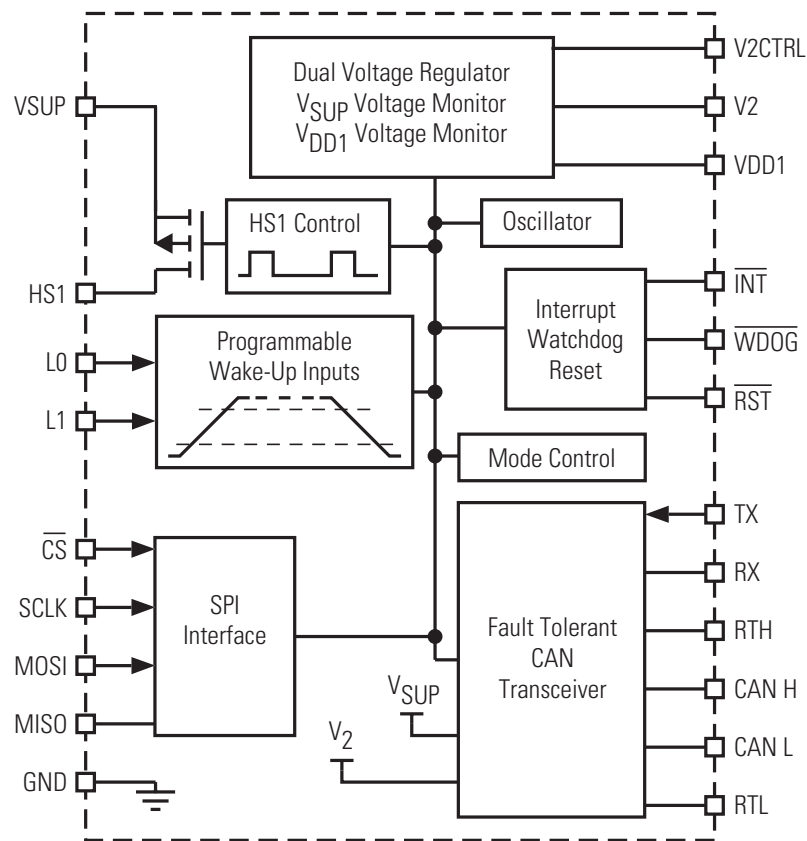 Dual Voltage Regulator
VSUP Voltage Monitor
VDD1 Voltage Monitor
V2CTRL
V2
VDD1
VSUP
HS1 Control
Oscillator
HS1
INT
Interrupt
Watchdog
Reset
WDOG
RST
L0
L1
Programmable
Wake-Up Inputs
Mode Control
CS
SCLK
MOSI
MISO
GND
SPI
Interface
Fault Tolerant
CAN
Transceiver
VSUP
V2
TX
RX
RTH
CAN H
CAN L
RTL